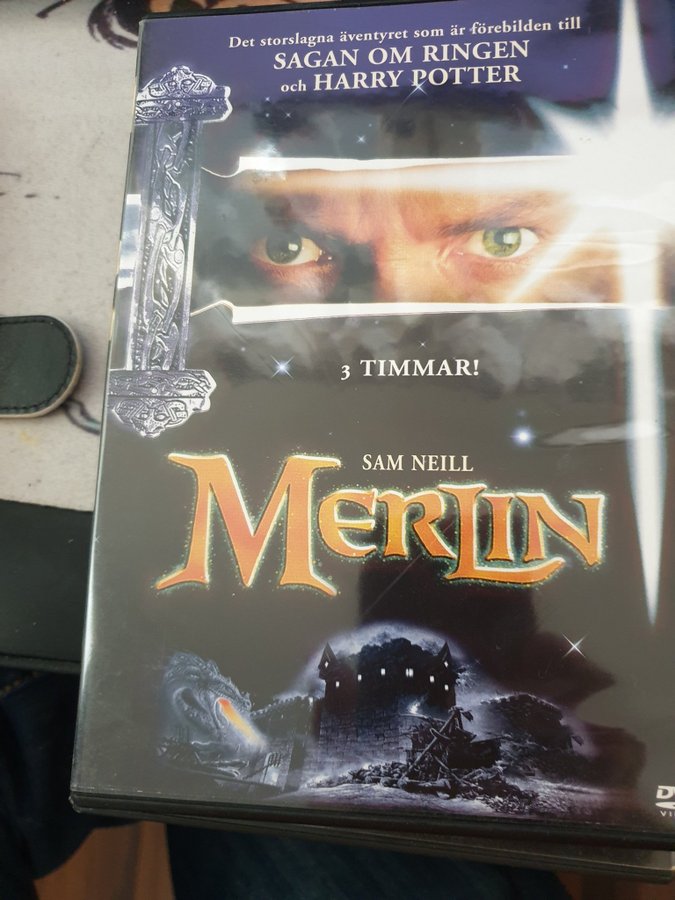 Det storslagna äventyret som är förebilden till
SAGAN OM RINGEN
och HARRY POTTER
3 TIMMAR!
SAM NEILL
MERLIN